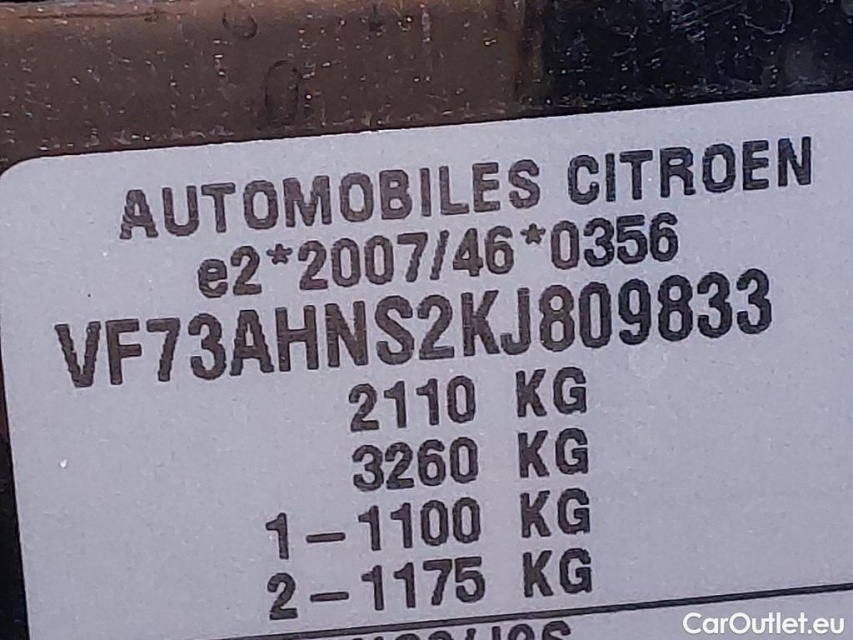 AUTOMOBILES CITROEN
e2*2007/46*0356
VF73AHNS2KJ809833
2110 KG
3260 KG
1-1100 KG
2-1175 KG
CarOutlet.eu